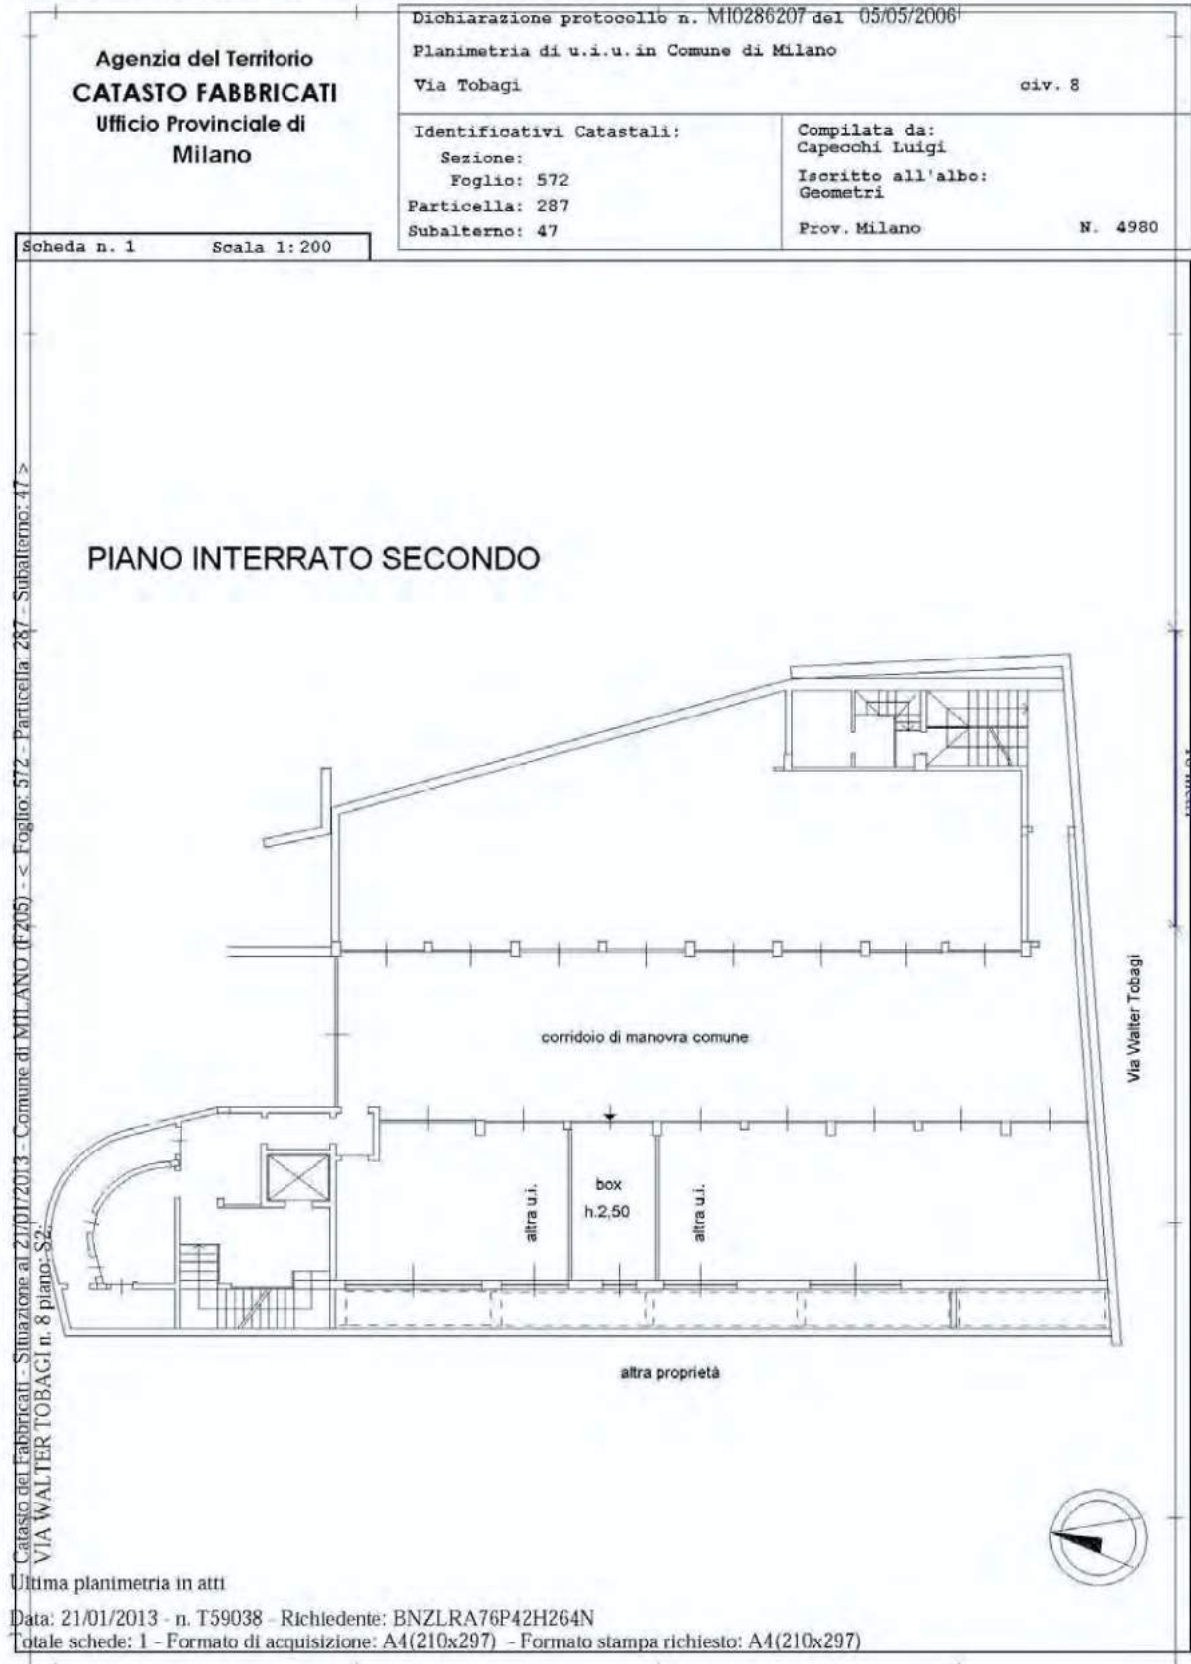 Agenzia del Territorio
CATASTO FABBRICATI
Ufficio Provinciale di
Milano
Dichiarazione protocollo n. MI0286207 del 05/05/2006
Planimetria di u.i.u. in Comune di Milano
Via Tobagi civ. 8
Identificativi Catastali:
Sezione:
Foglio: 572
Particella: 287
Subalterno: 47
Compilata da:
Capecchi Luigi
Iscritto all'albo:
Geometri
Prov. Milano N. 4980
Scheda n. 1 Scala 1:200
PIANO INTERRATO SECONDO
corridoio di manovra comune
Via Walter Tobagi
altra u.i.
box
h.2,50
altra u.i.
altra proprietà
Catasto dei Fabbricati - Situazione al 21/01/2013 - Comune di MILANO (F205) - < Foglio: 572 - Particella: 287 - Subalterno: 47 >
VIA WALTER TOBAGI n. 8 piano: S2;
Ultima planimetria in atti
Data: 21/01/2013 - n. T59038 - Richiedente: BNZLRA76P42H264N
Totale schede: 1 - Formato di acquisizione: A4(210x297) - Formato stampa richiesto: A4(210x297)